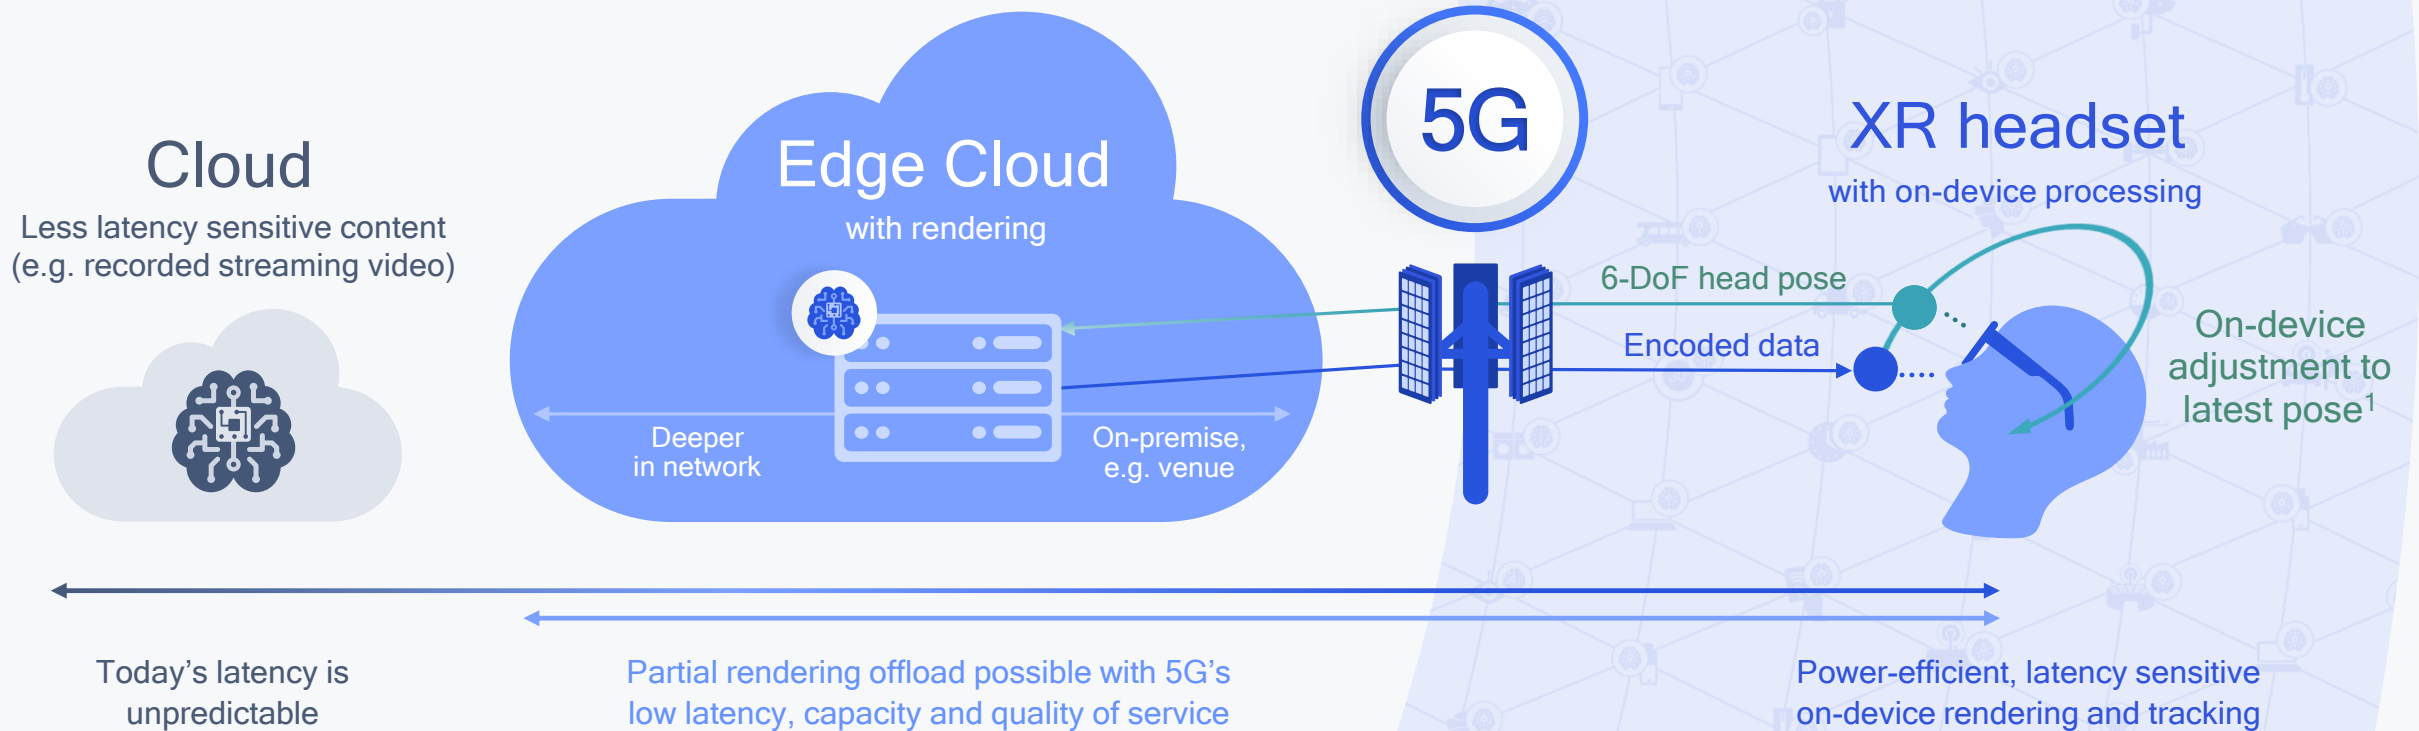 Cloud
Less latency sensitive content
(e.g. recorded streaming video)
Edge Cloud
with rendering
Deeper
in network
On-premise,
e.g. venue
5G
XR headset
with on-device processing
6-DoF head pose
Encoded data
On-device
adjustment to
latest pose¹
Today’s latency is
unpredictable
Partial rendering offload possible with 5G’s
low latency, capacity and quality of service
Power-efficient, latency sensitive
on-device rendering and tracking